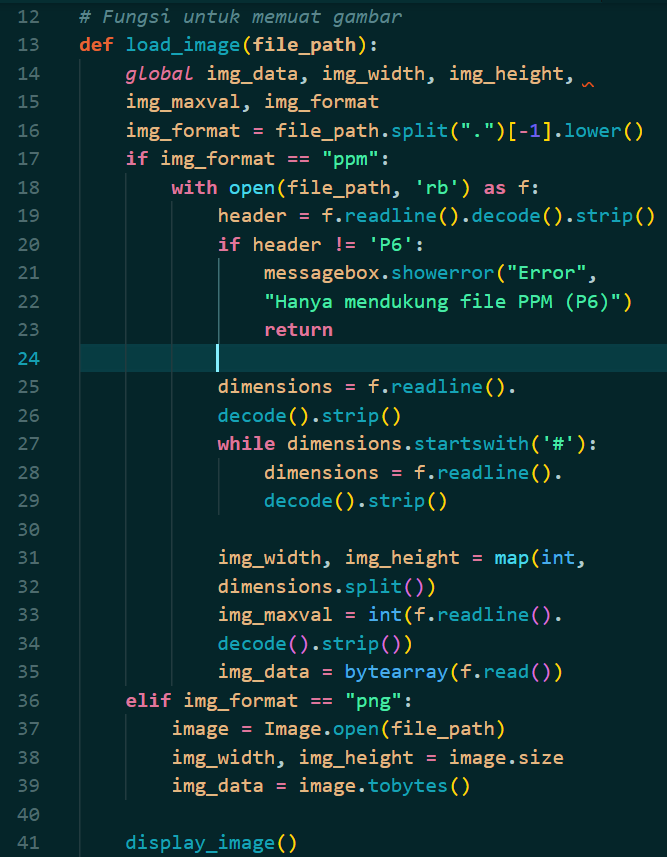 12 # Fungsi untuk memuat gambar
13 def load_image(file_path):
14     global img_data, img_width, img_height,
15     img_maxval, img_format
16     img_format = file_path.split(".")[-1].lower()
17     if img_format == "ppm":
18         with open(file_path, 'rb') as f:
19             header = f.readline().decode().strip()
20             if header != 'P6':
21                 messagebox.showerror("Error",
22                 "Hanya mendukung file PPM (P6)")
23                 return
24
25             dimensions = f.readline().
26             decode().strip()
27             while dimensions.startswith('#'):
28                 dimensions = f.readline().
29                 decode().strip()
30
31             img_width, img_height = map(int,
32             dimensions.split())
33             img_maxval = int(f.readline().
34             decode().strip())
35             img_data = bytearray(f.read())
36     elif img_format == "png":
37         image = Image.open(file_path)
38         img_width, img_height = image.size
39         img_data = image.tobytes()
40
41     display_image()